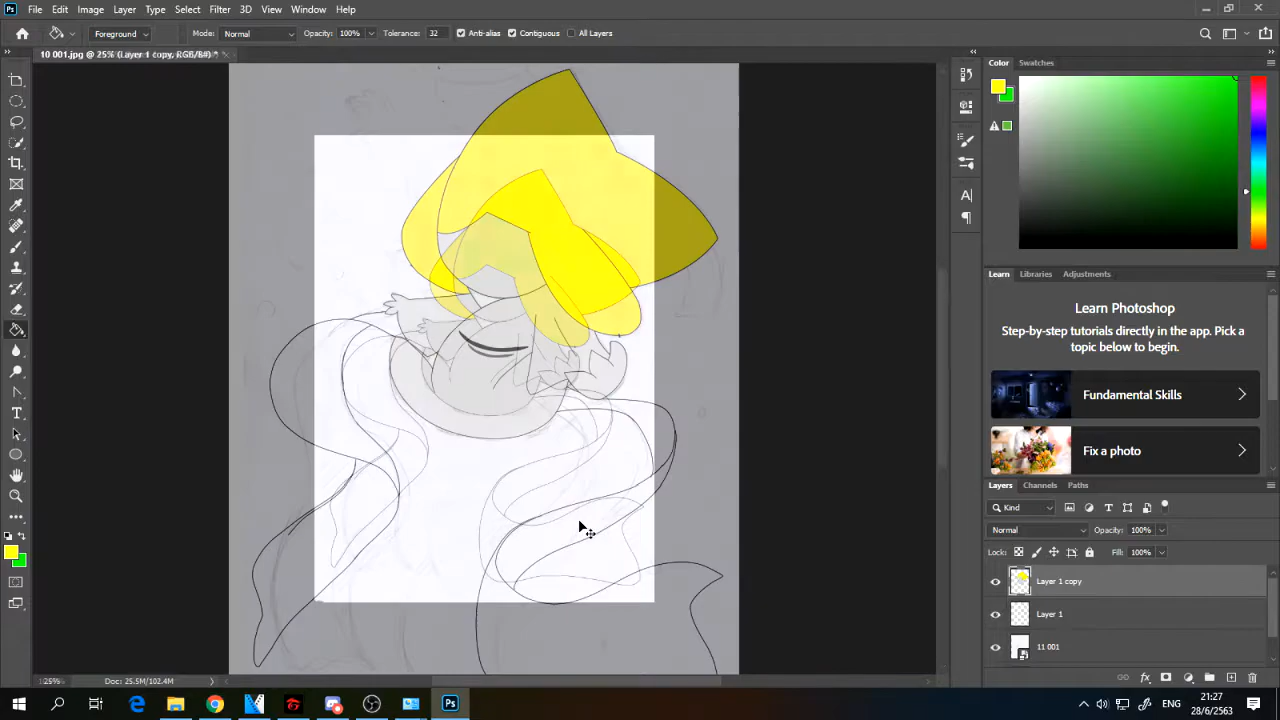 Ps File Edit Image Layer Type Select Filter 3D View Window Help
Foreground Mode: Normal Opacity: 100% Tolerance: 32 Anti-alias Contiguous All Layers
10 001.jpg @ 25% (Layer 1 copy, RGB/8#) *
Color Swatches
Learn Libraries Adjustments
Learn Photoshop
Step-by-step tutorials directly in the app. Pick a
topic below to begin.
Fundamental Skills
Fix a photo
Layers Channels Paths
Kind
Normal Opacity: 100%
Lock: Fill: 100%
Layer 1 copy
Layer 1
11 001
25% Doc: 25.5M/102.4M
Ps
21:27
28/6/2563